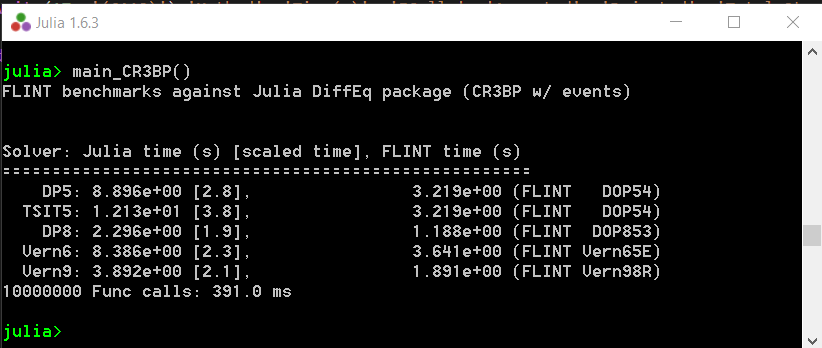 Julia 1.6.3
julia> main_CR3BP()
FLINT benchmarks against Julia DiffEq package (CR3BP w/ events)
Solver: Julia time (s) [scaled time], FLINT time (s)
=====================================================
DP5: 8.896e+00 [2.8], 3.219e+00 (FLINT DOP54)
TSIT5: 1.213e+01 [3.8], 3.219e+00 (FLINT DOP54)
DP8: 2.296e+00 [1.9], 1.188e+00 (FLINT DOP853)
Vern6: 8.386e+00 [2.3], 3.641e+00 (FLINT Vern65E)
Vern9: 3.892e+00 [2.1], 1.891e+00 (FLINT Vern98R)
10000000 Func calls: 391.0 ms
julia>